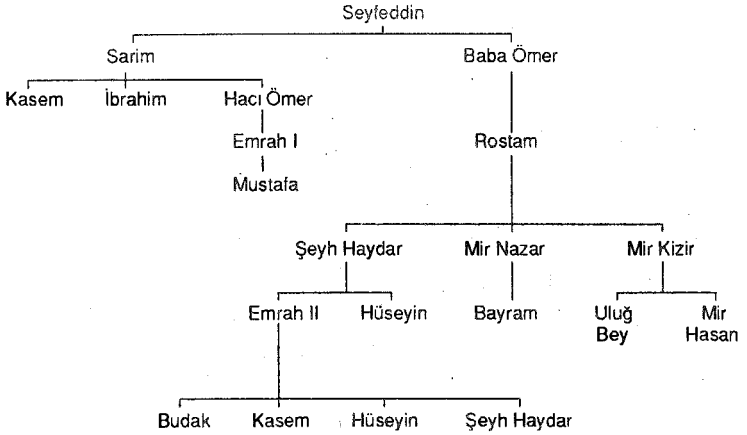 Seyfeddin
Sarim Baba Ömer
Kasem İbrahim Hacı Ömer
Emrah I Rostam
Mustafa
Şeyh Haydar Mir Nazar Mir Kizir
Emrah II Hüseyin Bayram Uluğ Mir
Bey Hasan
Budak Kasem Hüseyin Şeyh Haydar